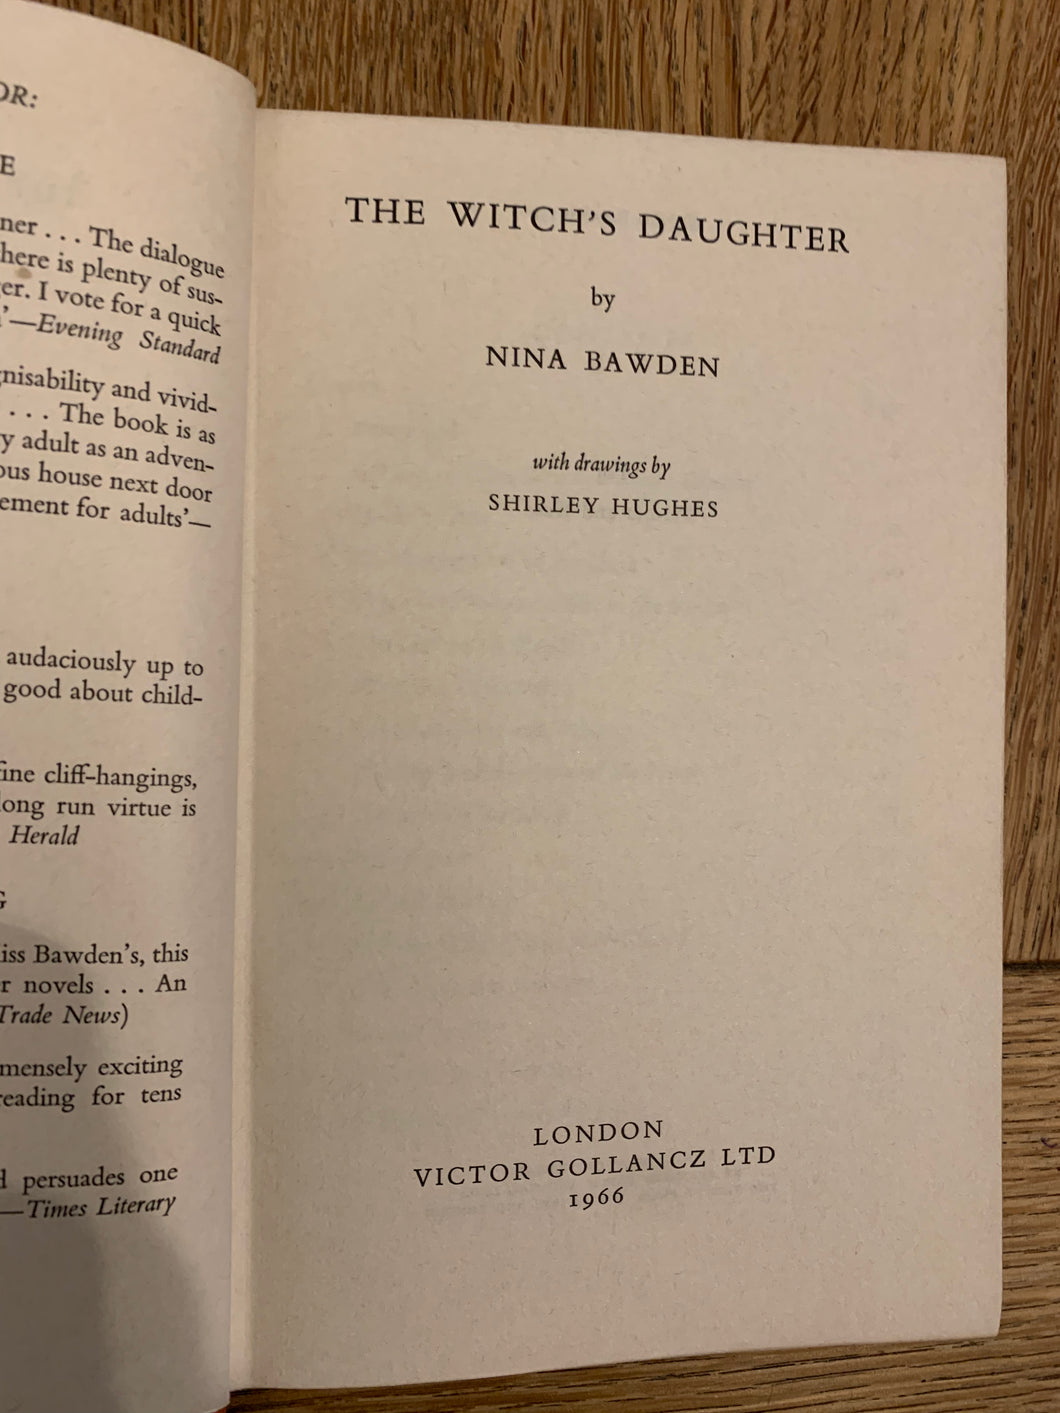 OR:
E
ner . . . The dialogue
here is plenty of sus-
er. I vote for a quick
'—Evening Standard
nisability and vivid-
. . . The book is as
y adult as an adven-
ous house next door
ement for adults'—
audaciously up to
good about child-
fine cliff-hangings,
long run virtue is
Herald
G
iss Bawden's, this
r novels . . . An
Trade News)
mensely exciting
reading for tens
d persuades one
—Times Literary
THE WITCH'S DAUGHTER
by
NINA BAWDEN
with drawings by
SHIRLEY HUGHES
LONDON
VICTOR GOLLANCZ LTD
1966